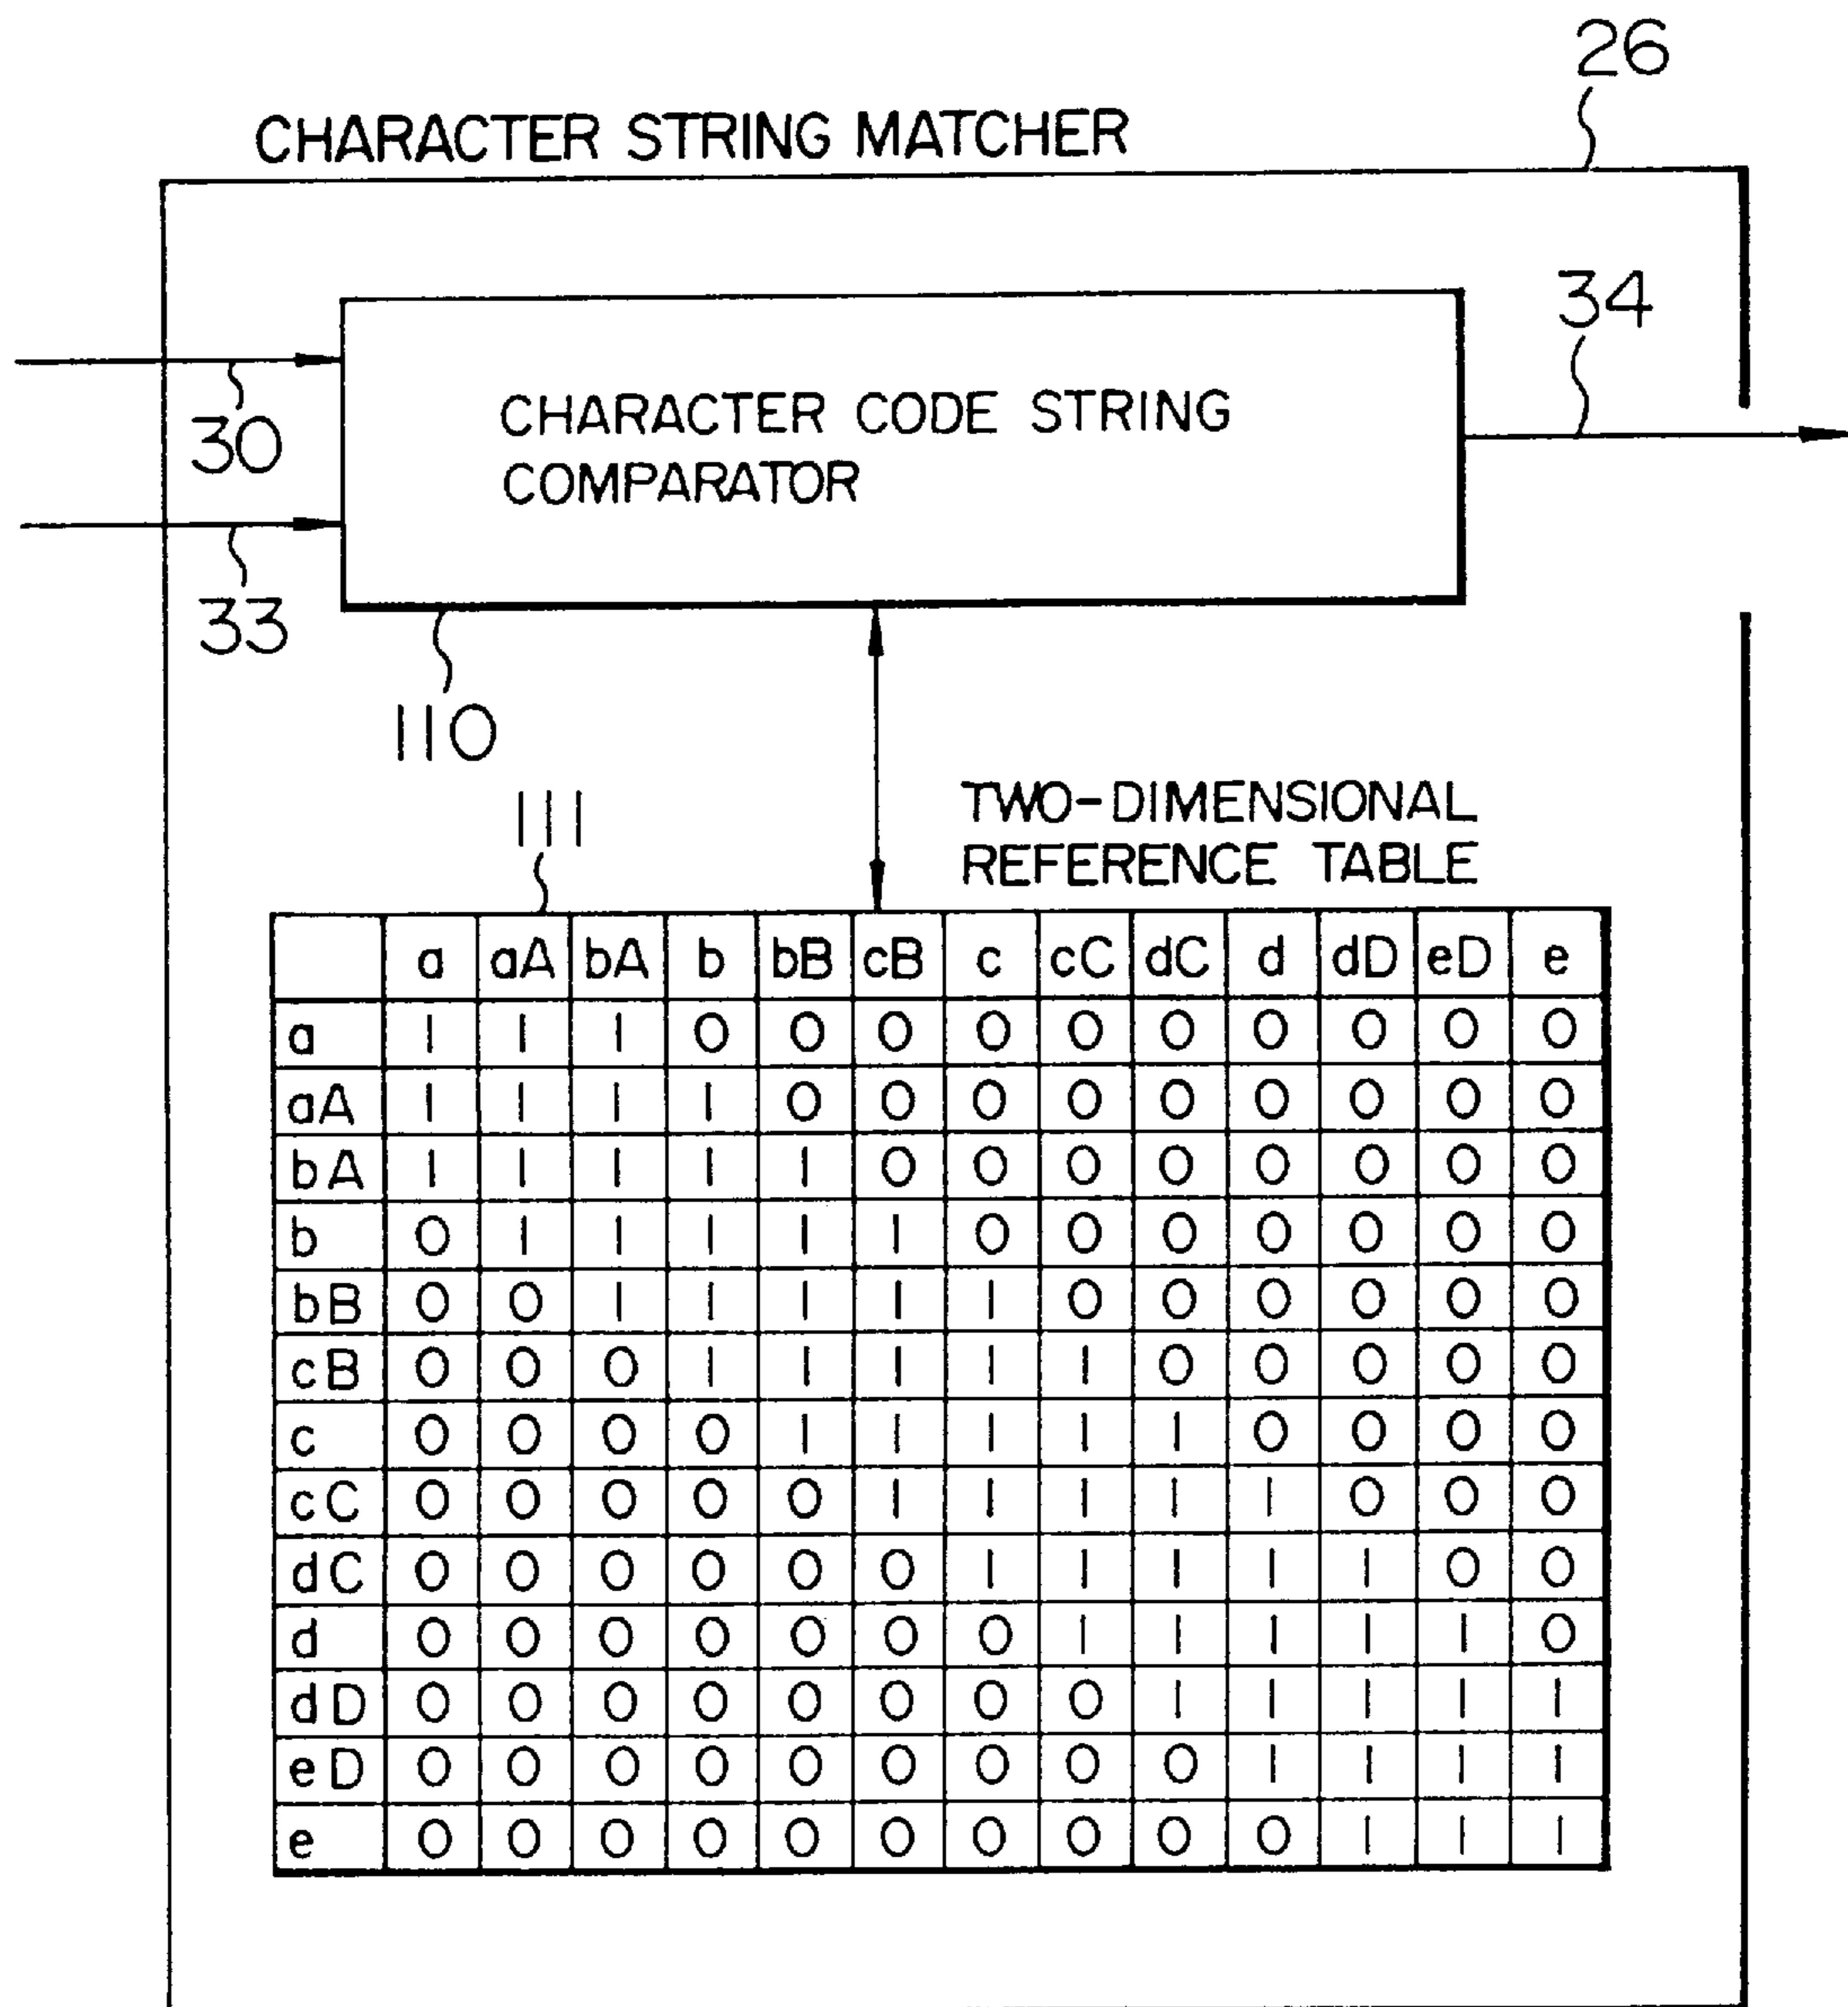 26
CHARACTER STRING MATCHER
34
30
CHARACTER CODE STRING
COMPARATOR
33
110
111
TWO-DIMENSIONAL
REFERENCE TABLE
a aA bA b bB cB c cC dC d dD eD e
a 1 1 1 0 0 0 0 0 0 0 0 0 0
aA 1 1 1 1 0 0 0 0 0 0 0 0 0
bA 1 1 1 1 1 0 0 0 0 0 0 0 0
b 0 1 1 1 1 1 0 0 0 0 0 0 0
bB 0 0 1 1 1 1 1 0 0 0 0 0 0
cB 0 0 0 1 1 1 1 1 0 0 0 0 0
c 0 0 0 0 1 1 1 1 1 0 0 0 0
cC 0 0 0 0 0 1 1 1 1 1 0 0 0
dC 0 0 0 0 0 0 1 1 1 1 1 0 0
d 0 0 0 0 0 0 0 1 1 1 1 1 0
dD 0 0 0 0 0 0 0 0 1 1 1 1 1
eD 0 0 0 0 0 0 0 0 0 1 1 1 1
e 0 0 0 0 0 0 0 0 0 0 1 1 1